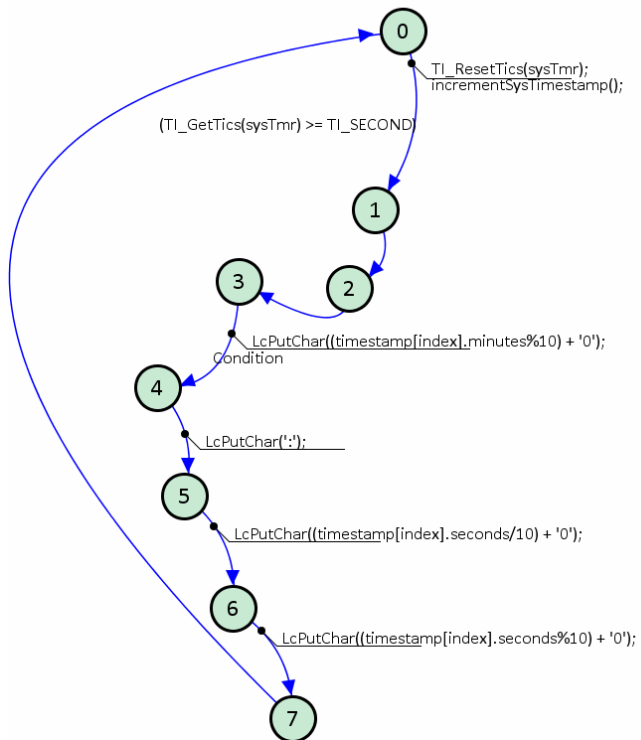 0
TI_ResetTics(sysTmr);
incrementSysTimestamp();
(TI_GetTics(sysTmr) >= TI_SECOND)
1
2
3
LcPutChar((timestamp[index].minutes%10) + '0');
Condition
4
LcPutChar(':');
5
LcPutChar((timestamp[index].seconds/10) + '0');
6
LcPutChar((timestamp[index].seconds%10) + '0');
7